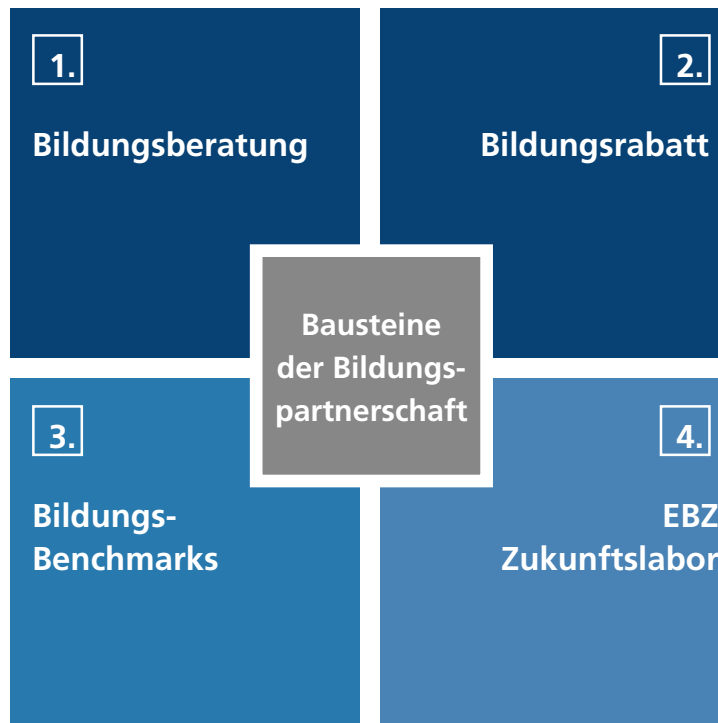 1.
Bildungsberatung
2.
Bildungsrabatt
Bausteine
der Bildungs-
partnerschaft
3.
Bildungs-
Benchmarks
4.
EBZ
Zukunftslabor